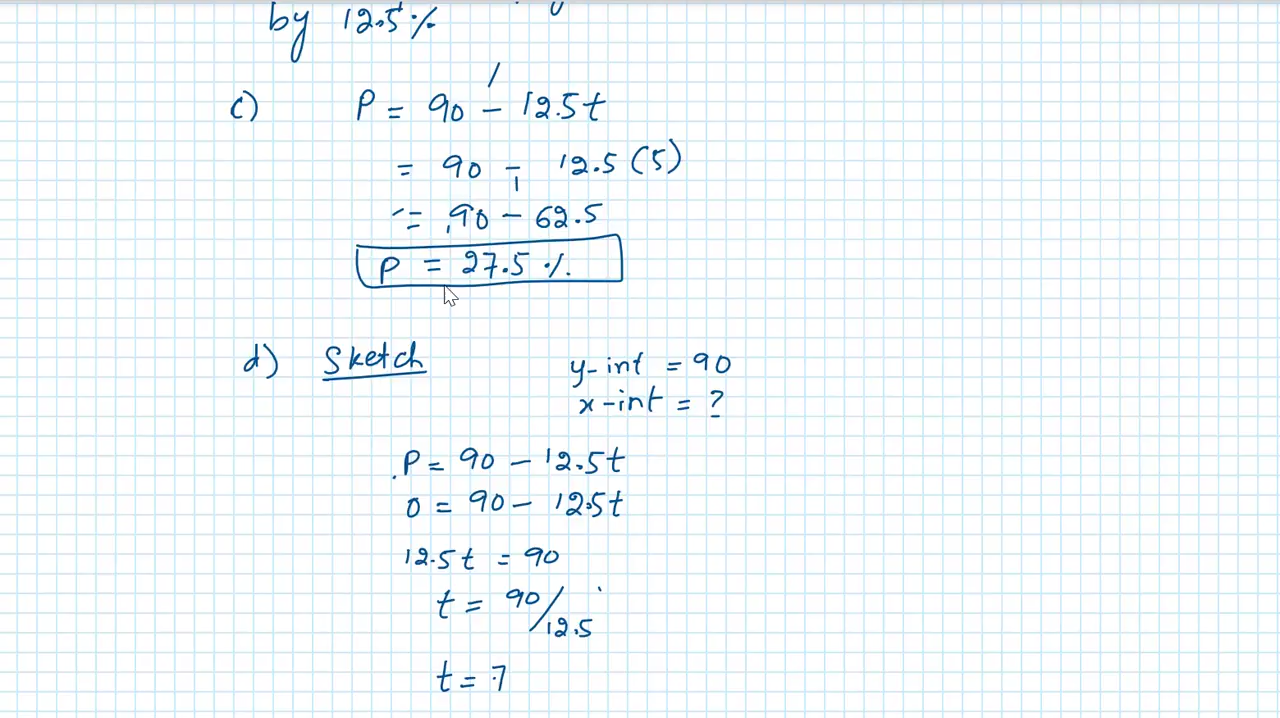 by 12.5%
c) P = 90 - 12.5t
= 90 - 12.5 (5)
= 90 - 62.5
P = 27.5 %
d) Sketch
y-int = 90
x-int = ?
P = 90 - 12.5t
0 = 90 - 12.5t
12.5t = 90
t = 90/12.5
t = 7